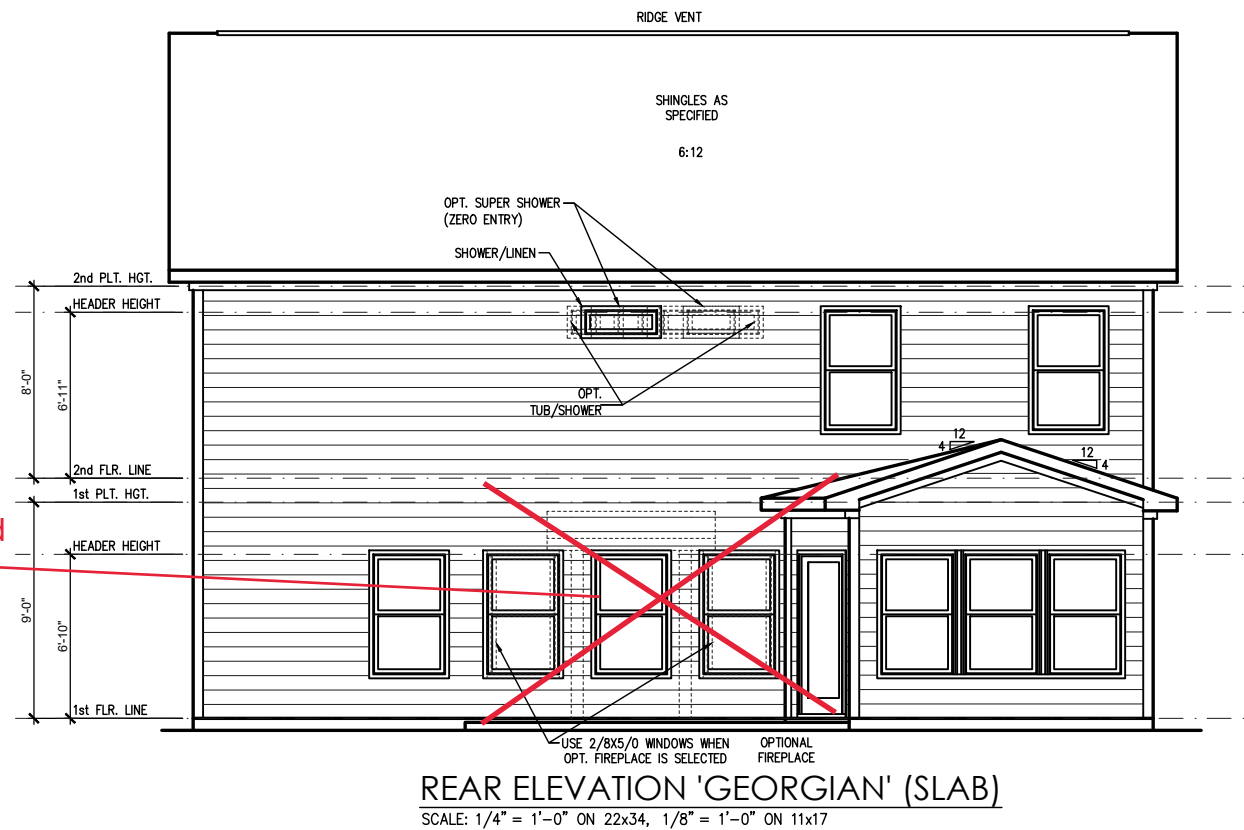 RIDGE VENT
SHINGLES AS
SPECIFIED
6:12
OPT. SUPER SHOWER
(ZERO ENTRY)
SHOWER/LINEN
2nd PLT. HGT.
HEADER HEIGHT
8'-0"
6'-11"
OPT.
TUB/SHOWER
12
4
12
4
2nd FLR. LINE
1st PLT. HGT.
d
HEADER HEIGHT
9'-0"
6'-10"
1st FLR. LINE
USE 2/8X5/0 WINDOWS WHEN
OPT. FIREPLACE IS SELECTED
OPTIONAL
FIREPLACE
REAR ELEVATION 'GEORGIAN' (SLAB)
SCALE: 1/4" = 1'-0" ON 22x34, 1/8" = 1'-0" ON 11x17